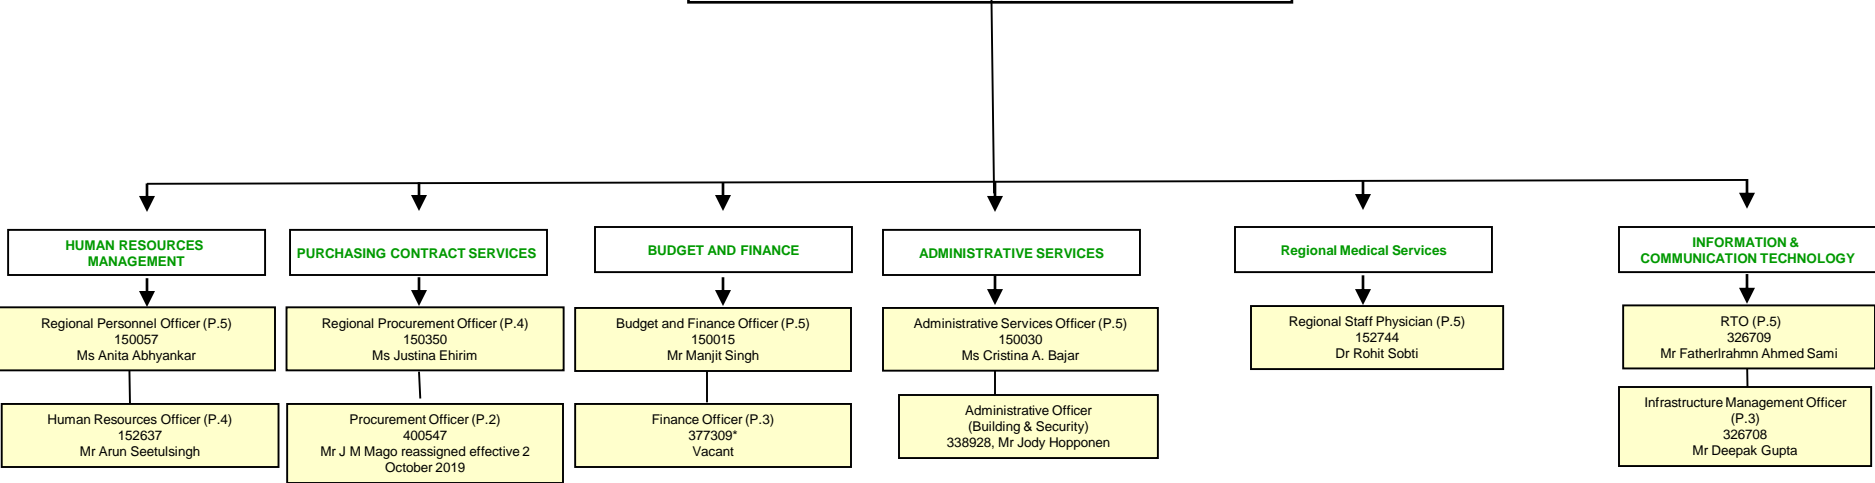 HUMAN RESOURCES
MANAGEMENT
PURCHASING CONTRACT SERVICES
BUDGET AND FINANCE
ADMINISTRATIVE SERVICES
Regional Medical Services
INFORMATION &
COMMUNICATION TECHNOLOGY
Regional Personnel Officer (P.5)
150057
Ms Anita Abhyankar
Regional Procurement Officer (P.4)
150350
Ms Justina Ehirim
Budget and Finance Officer (P.5)
150015
Mr Manjit Singh
Administrative Services Officer (P.5)
150030
Ms Cristina A. Bajar
Regional Staff Physician (P.5)
152744
Dr Rohit Sobti
RTO (P.5)
326709
Mr Fatherlrahmn Ahmed Sami
Human Resources Officer (P.4)
152637
Mr Arun Seetulsingh
Procurement Officer (P.2)
400547
Mr J M Mago reassigned effective 2
October 2019
Finance Officer (P.3)
377309*
Vacant
Administrative Officer
(Building & Security)
338928, Mr Jody Hopponen
Infrastructure Management Officer
(P.3)
326708
Mr Deepak Gupta